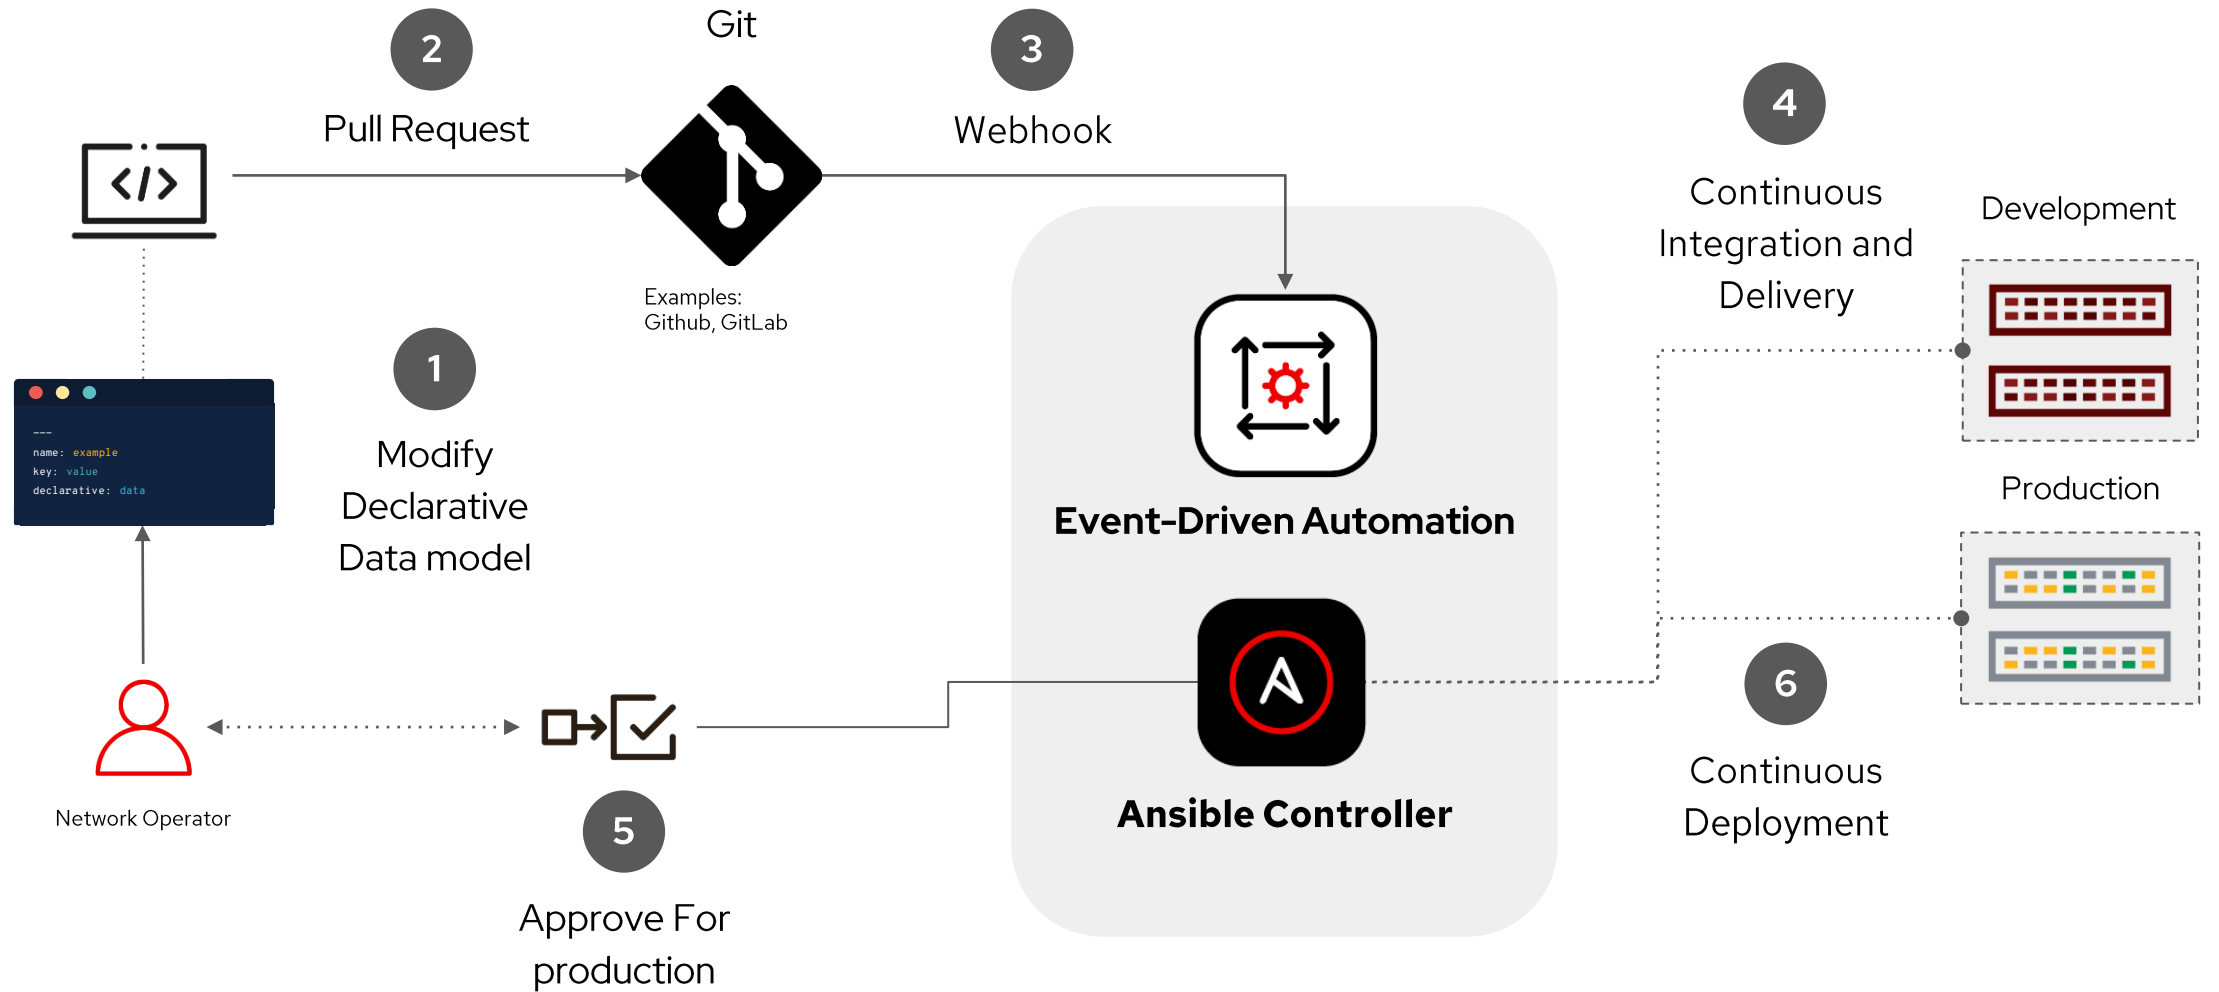 2
Pull Request
Git
Examples:
Github, GitLab
3
Webhook
4
Continuous
Integration and
Delivery
Development
Production
1
Modify
Declarative
Data model
---
name: example
key: value
declarative: data
Event-Driven Automation
Ansible Controller
Network Operator
5
Approve For
production
6
Continuous
Deployment